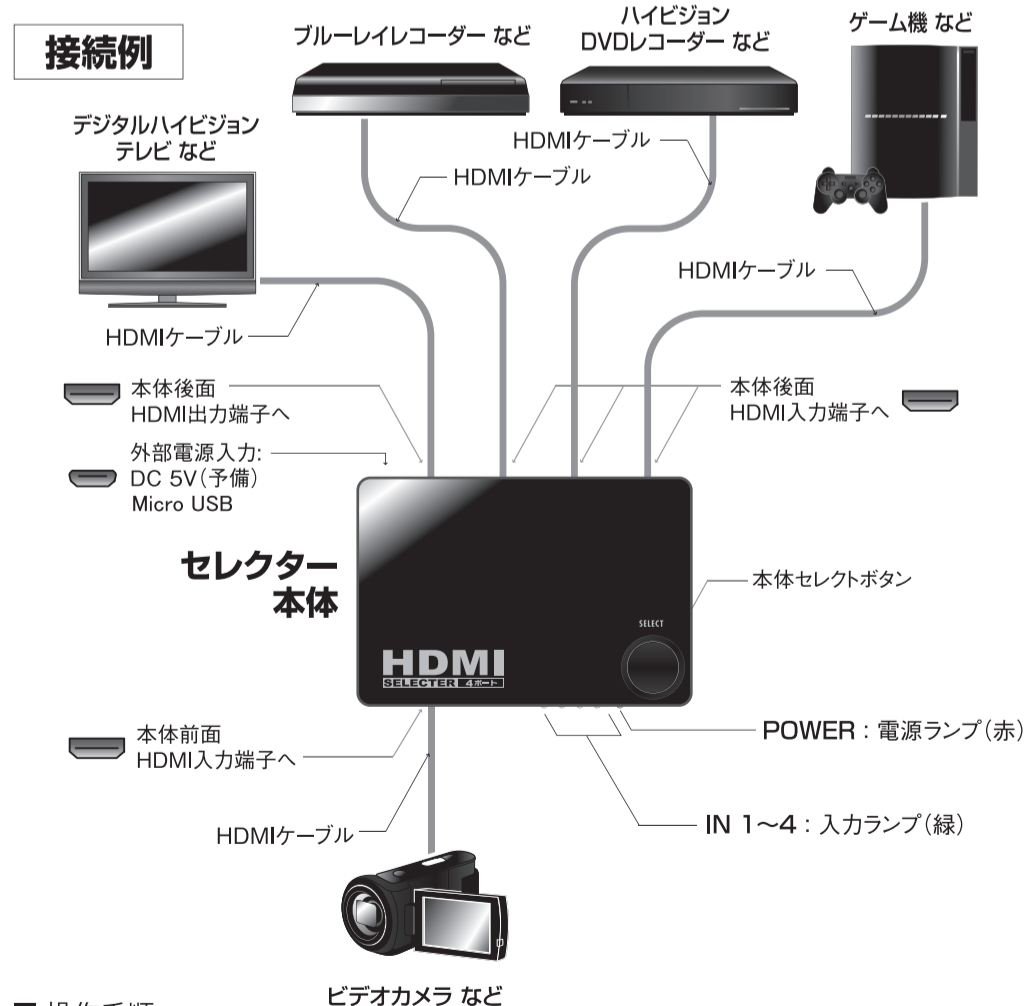 接続例
ブルーレイレコーダー など
ハイビジョン
DVDレコーダー など
ゲーム機 など
デジタルハイビジョン
テレビ など
HDMIケーブル
HDMIケーブル
HDMIケーブル
HDMIケーブル
本体後面
HDMI出力端子へ
本体後面
HDMI入力端子へ
外部電源入力:
DC 5V(予備)
Micro USB
セレクター
本体
本体セレクトボタン
SELECT
HDMI
SELECTER 4ポート
本体前面
HDMI入力端子へ
POWER:電源ランプ(赤)
IN 1〜4:入力ランプ(緑)
HDMIケーブル
ビデオカメラ など